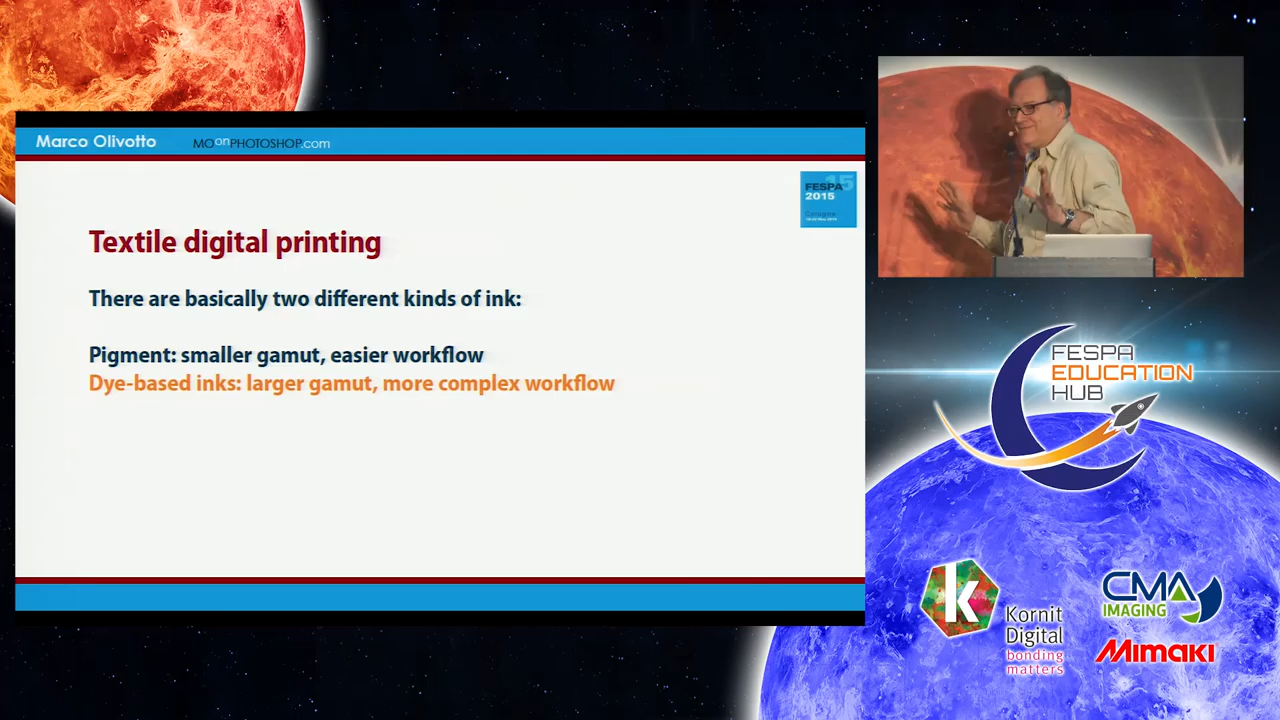 Marco Olivotto
MOonPHOTOSHOP.com
FESPA 15
2015
Textile digital printing
There are basically two different kinds of ink:
Pigment: smaller gamut, easier workflow
Dye-based inks: larger gamut, more complex workflow
FESPA
EDUCATION
HUB
k
Kornit
Digital
bonding
matters
CMA
IMAGING
Mimaki